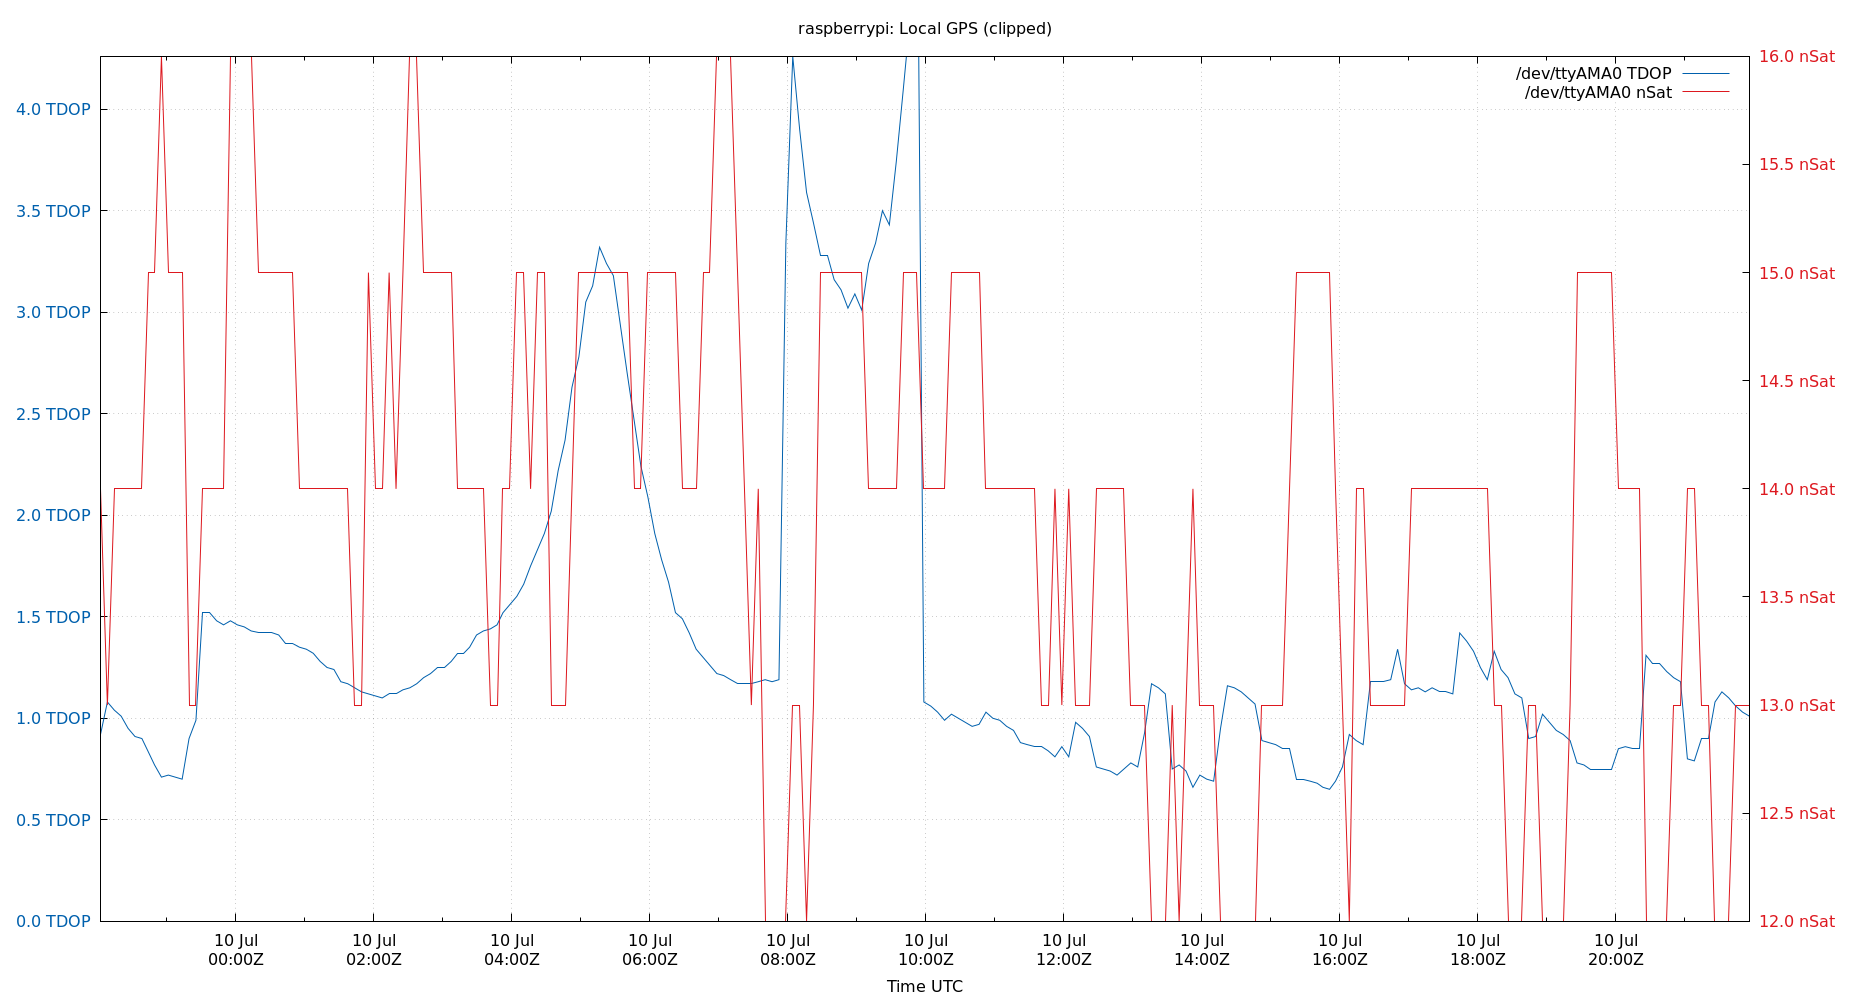 raspberrypi: Local GPS (clipped)
/dev/ttyAMA0 TDOP
/dev/ttyAMA0 nSat
4.0 TDOP
3.5 TDOP
3.0 TDOP
2.5 TDOP
2.0 TDOP
1.5 TDOP
1.0 TDOP
0.5 TDOP
0.0 TDOP
16.0 nSat
15.5 nSat
15.0 nSat
14.5 nSat
14.0 nSat
13.5 nSat
13.0 nSat
12.5 nSat
12.0 nSat
10 Jul 10 Jul 10 Jul 10 Jul 10 Jul 10 Jul 10 Jul 10 Jul 10 Jul 10 Jul 10 Jul
00:00Z 02:00Z 04:00Z 06:00Z 08:00Z 10:00Z 12:00Z 14:00Z 16:00Z 18:00Z 20:00Z
Time UTC